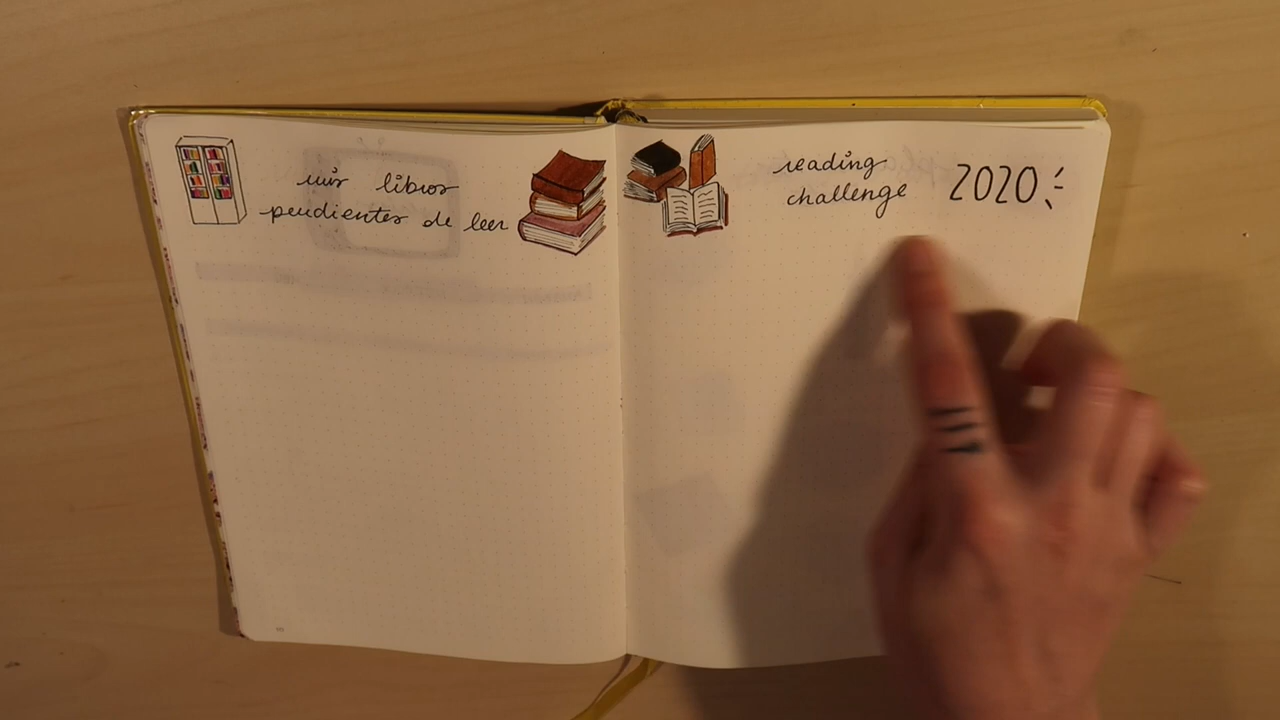 mis libros
pendientes de leer
reading
challenge
2020